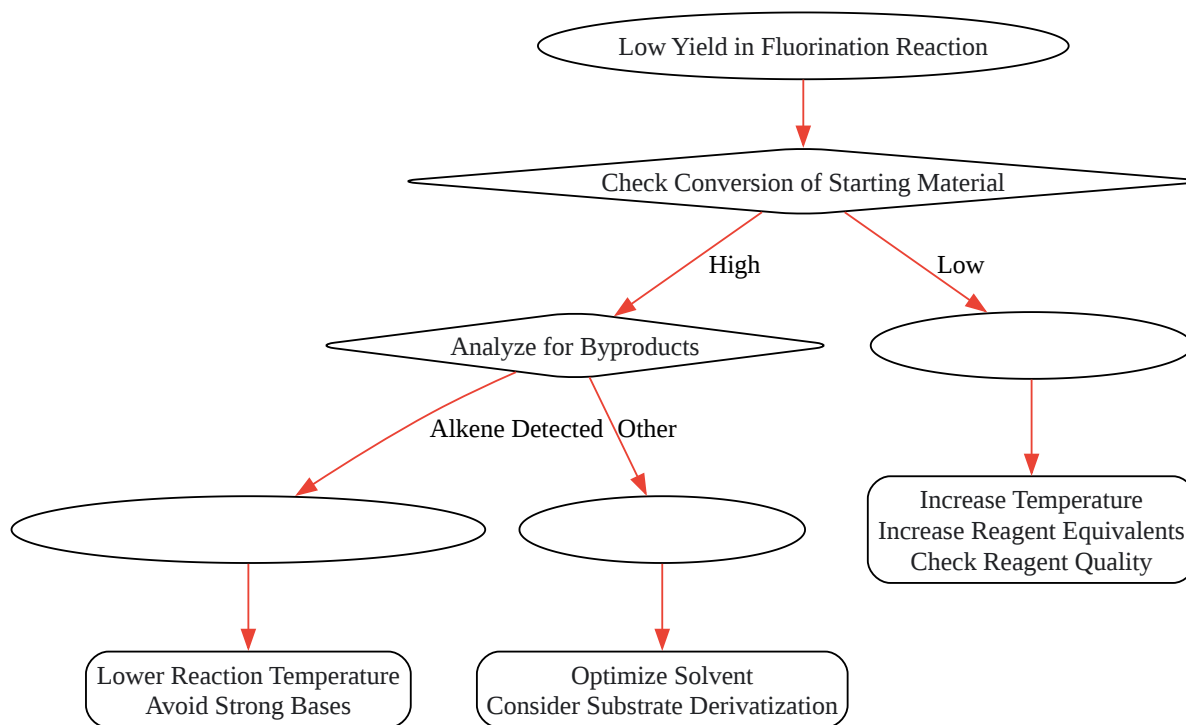 Low Yield in Fluorination Reaction
Check Conversion of Starting Material
High
Low
Analyze for Byproducts
Alkene Detected
Other
Increase Temperature
Increase Reagent Equivalents
Check Reagent Quality
Lower Reaction Temperature
Avoid Strong Bases
Optimize Solvent
Consider Substrate Derivatization